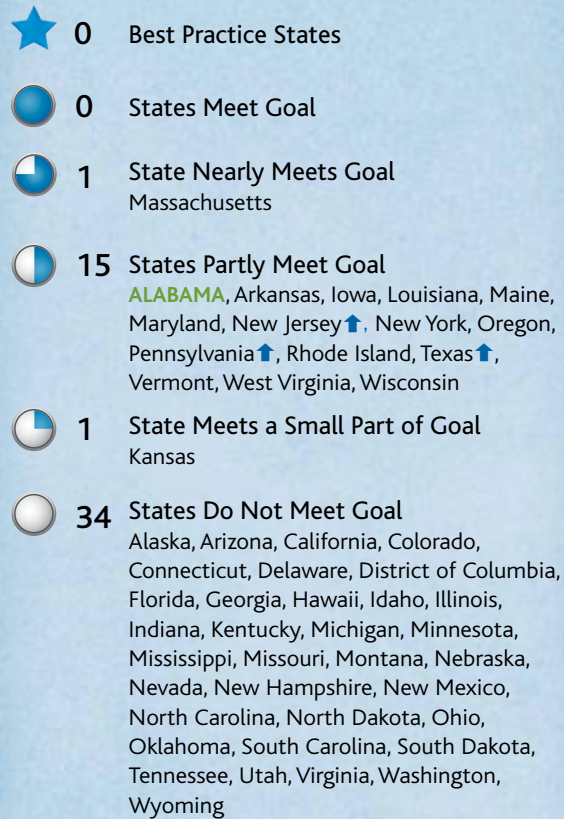 0 Best Practice States
0 States Meet Goal
1 State Nearly Meets Goal
Massachusetts
15 States Partly Meet Goal
ALABAMA, Arkansas, Iowa, Louisiana, Maine,
Maryland, New Jersey⬆, New York, Oregon,
Pennsylvania⬆, Rhode Island, Texas⬆,
Vermont, West Virginia, Wisconsin
1 State Meets a Small Part of Goal
Kansas
34 States Do Not Meet Goal
Alaska, Arizona, California, Colorado,
Connecticut, Delaware, District of Columbia,
Florida, Georgia, Hawaii, Idaho, Illinois,
Indiana, Kentucky, Michigan, Minnesota,
Mississippi, Missouri, Montana, Nebraska,
Nevada, New Hampshire, New Mexico,
North Carolina, North Dakota, Ohio,
Oklahoma, South Carolina, South Dakota,
Tennessee, Utah, Virginia, Washington,
Wyoming